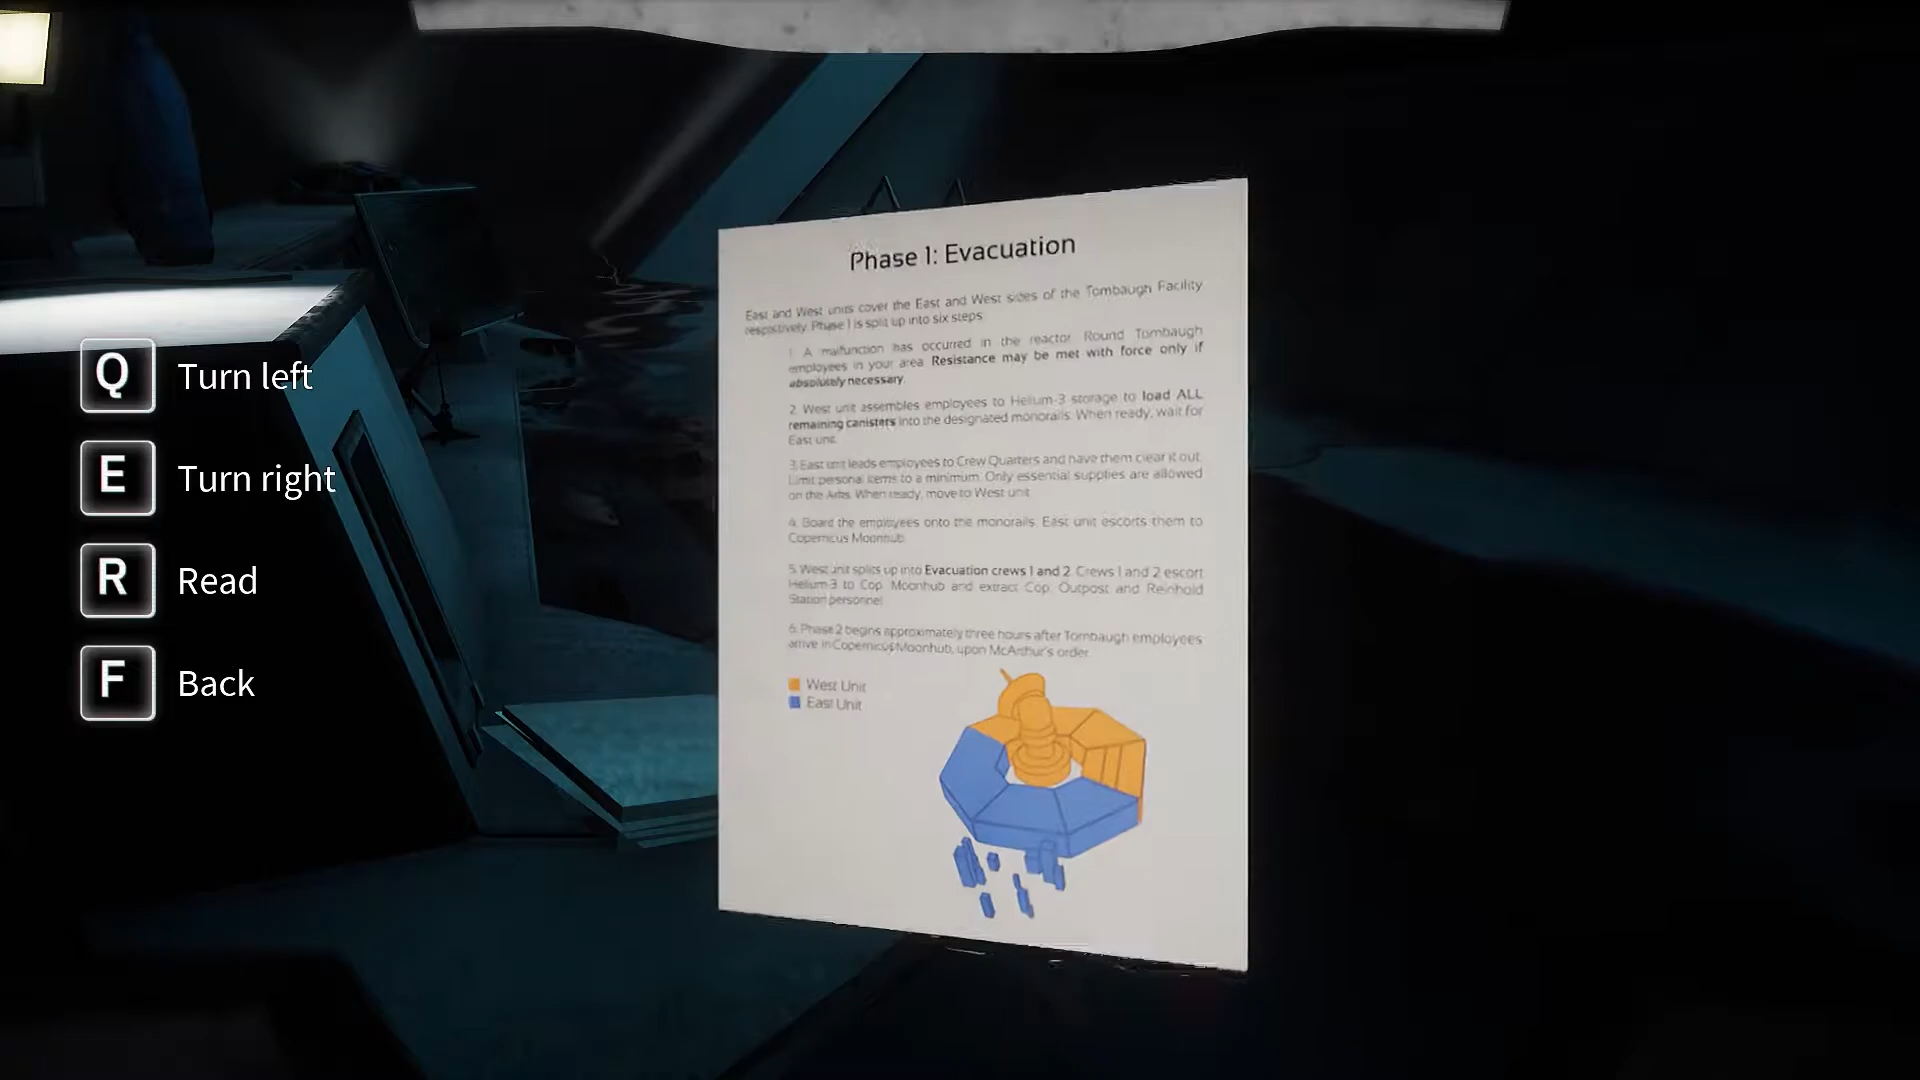 Phase 1: Evacuation
East and West units cover the East and West sides of the Tombaugh Facility
respectively. Phase 1 is split up into six steps
1. A malfunction has occurred in the reactor. Round Tombaugh
employees in your area. Resistance may be met with force only if
absolutely necessary.
2. West unit assembles employees to Helium-3 storage to load ALL
remaining canisters into the designated monorails. When ready, wait for
East unit.
3. East unit leads employees to Crew Quarters and have them clear it out.
Limit personal items to a minimum. Only essential supplies are allowed
on the Arks. When ready, move to West unit.
4. Board the employees onto the monorails. East unit escorts them to
Copernicus Moonhub.
5. West unit splits up into Evacuation crews 1 and 2. Crews 1 and 2 escort
Helium-3 to Cop. Moonhub and extract Cop. Outpost and Reinhold
Station personnel.
6. Phase 2 begins approximately three hours after Tombaugh employees
arrive in Copernicus Moonhub, upon McArthur's order.
West Unit
East Unit
Q Turn left
E Turn right
R Read
F Back